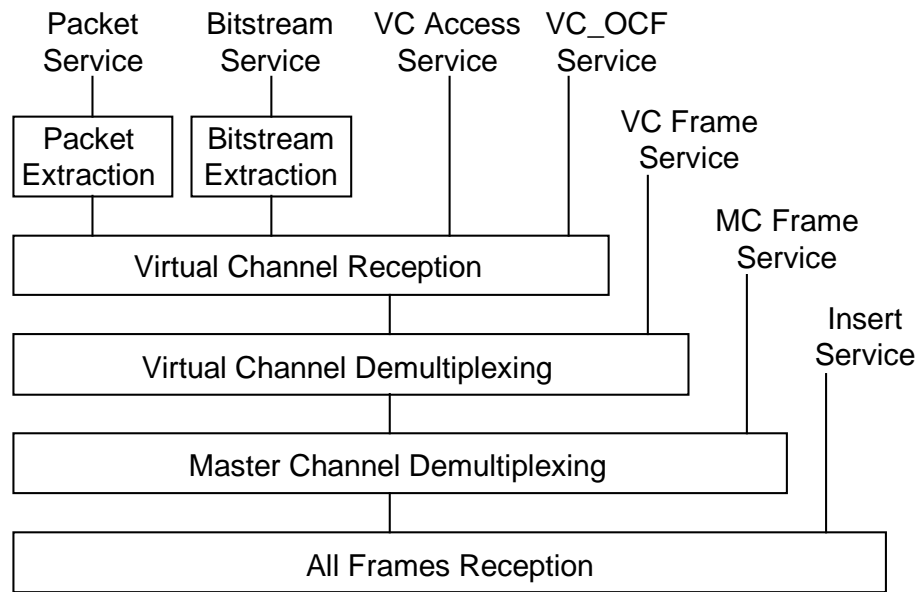 Packet
Service
Bitstream
Service
VC Access
Service
VC_OCF
Service
Packet
Extraction
Bitstream
Extraction
VC Frame
Service
MC Frame
Service
Virtual Channel Reception
Insert
Service
Virtual Channel Demultiplexing
Master Channel Demultiplexing
All Frames Reception